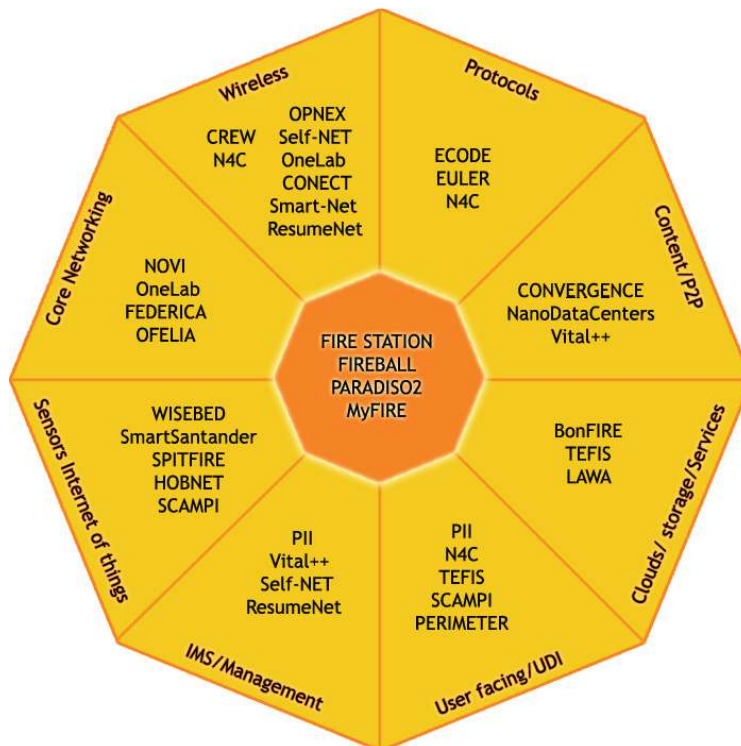 Wireless
CREW
N4C
OPNEX
Self-NET
OneLab
CONECT
Smart-Net
ResumeNet
Protocols
ECODE
EULER
N4C
Content/P2P
CONVERGENCE
NanoDataCenters
Vital++
Clouds/ storage/Services
BonFIRE
TEFIS
LAWA
User facing/UDI
PII
N4C
TEFIS
SCAMPI
PERIMETER
IMS/Management
PII
Vital++
Self-NET
ResumeNet
Sensors Internet of things
WISEBED
SmartSantander
SPITFIRE
HOBNET
SCAMPI
Core Networking
NOVI
OneLab
FEDERICA
OFELIA
FIRE STATION
FIREBALL
PARADISO2
MyFIRE